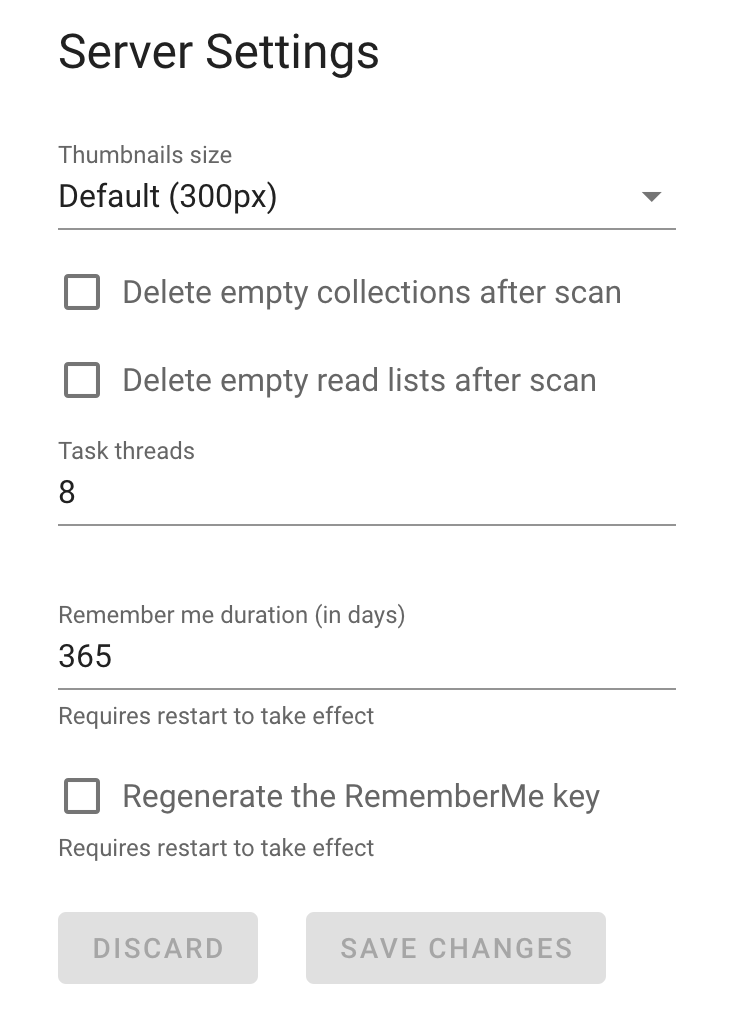 Server Settings
Thumbnails size
Default (300px)
Delete empty collections after scan
Delete empty read lists after scan
Task threads
8
Remember me duration (in days)
365
Requires restart to take effect
Regenerate the RememberMe key
Requires restart to take effect
DISCARD SAVE CHANGES